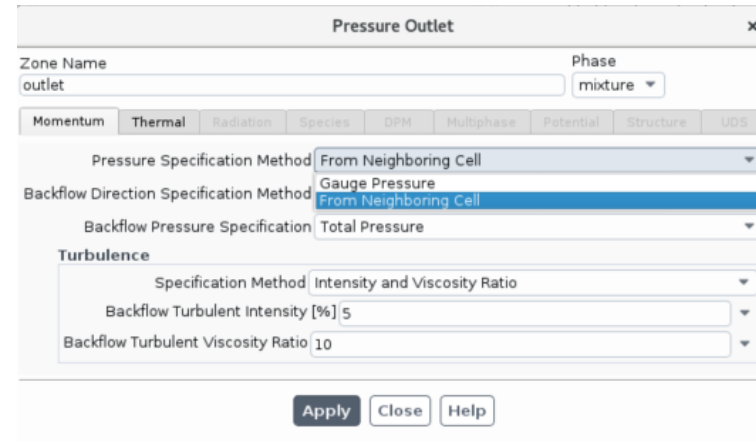 Pressure Outlet ×
Zone Name Phase
outlet mixture
Momentum Thermal Radiation Species DPM Multiphase Potential Structure UDS
Pressure Specification Method From Neighboring Cell
Gauge Pressure
Backflow Direction Specification Method From Neighboring Cell
Backflow Pressure Specification Total Pressure
Turbulence
Specification Method Intensity and Viscosity Ratio
Backflow Turbulent Intensity [%] 5
Backflow Turbulent Viscosity Ratio 10
Apply Close Help